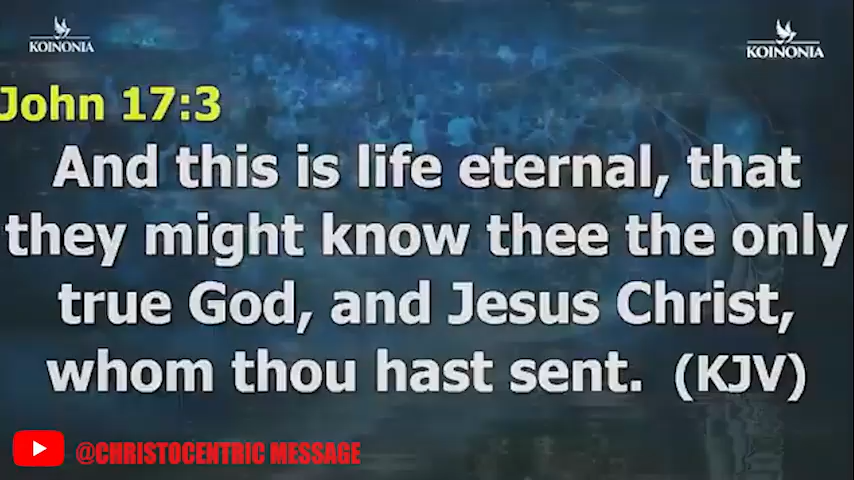 KOINONIA
KOINONIA
John 17:3
And this is life eternal, that
they might know thee the only
true God, and Jesus Christ,
whom thou hast sent. (KJV)
@CHRISTOCENTRIC MESSAGE